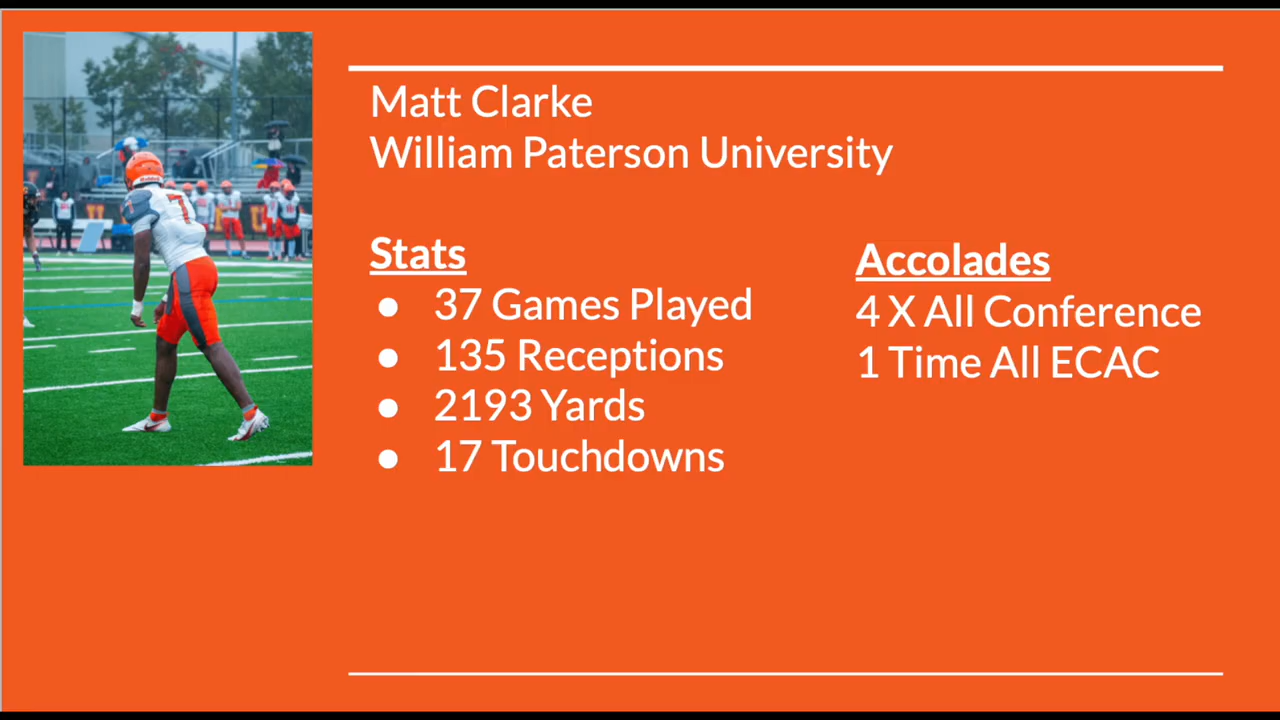 Matt Clarke
William Paterson University
Stats
● 37 Games Played
● 135 Receptions
● 2193 Yards
● 17 Touchdowns
Accolades
4 X All Conference
1 Time All ECAC
7